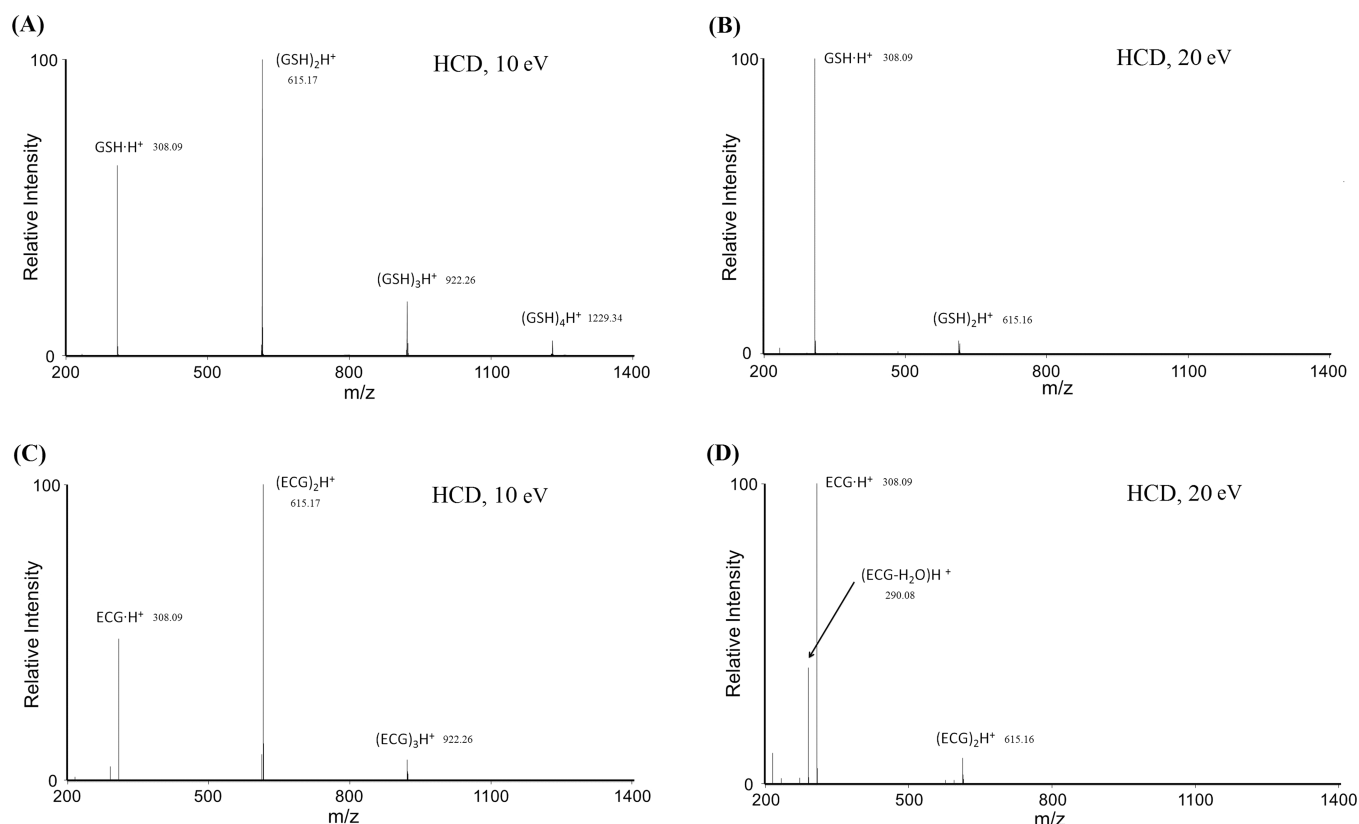 (A)
HCD, 10 eV
(GSH)₂H⁺
615.17
GSH·H⁺ 308.09
(GSH)₃H⁺ 922.26
(GSH)₄H⁺ 1229.34
Relative Intensity
100
0
200 500 800 1100 1400
m/z
(B)
HCD, 20 eV
GSH·H⁺ 308.09
(GSH)₂H⁺ 615.16
Relative Intensity
100
0
200 500 800 1100 1400
m/z
(C)
HCD, 10 eV
(ECG)₂H⁺
615.17
ECG·H⁺ 308.09
(ECG)₃H⁺ 922.26
Relative Intensity
100
0
200 500 800 1100 1400
m/z
(D)
HCD, 20 eV
ECG·H⁺ 308.09
(ECG-H₂O)H ⁺
290.08
(ECG)₂H⁺ 615.16
Relative Intensity
100
0
200 500 800 1100 1400
m/z